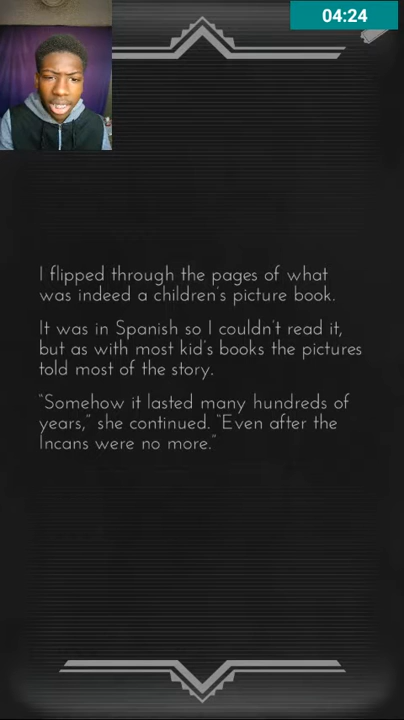 04:24
I flipped through the pages of what
was indeed a children's picture book.
It was in Spanish so I couldn't read it,
but as with most kid's books the pictures
told most of the story.
"Somehow it lasted many hundreds of
years," she continued. "Even after the
Incans were no more."